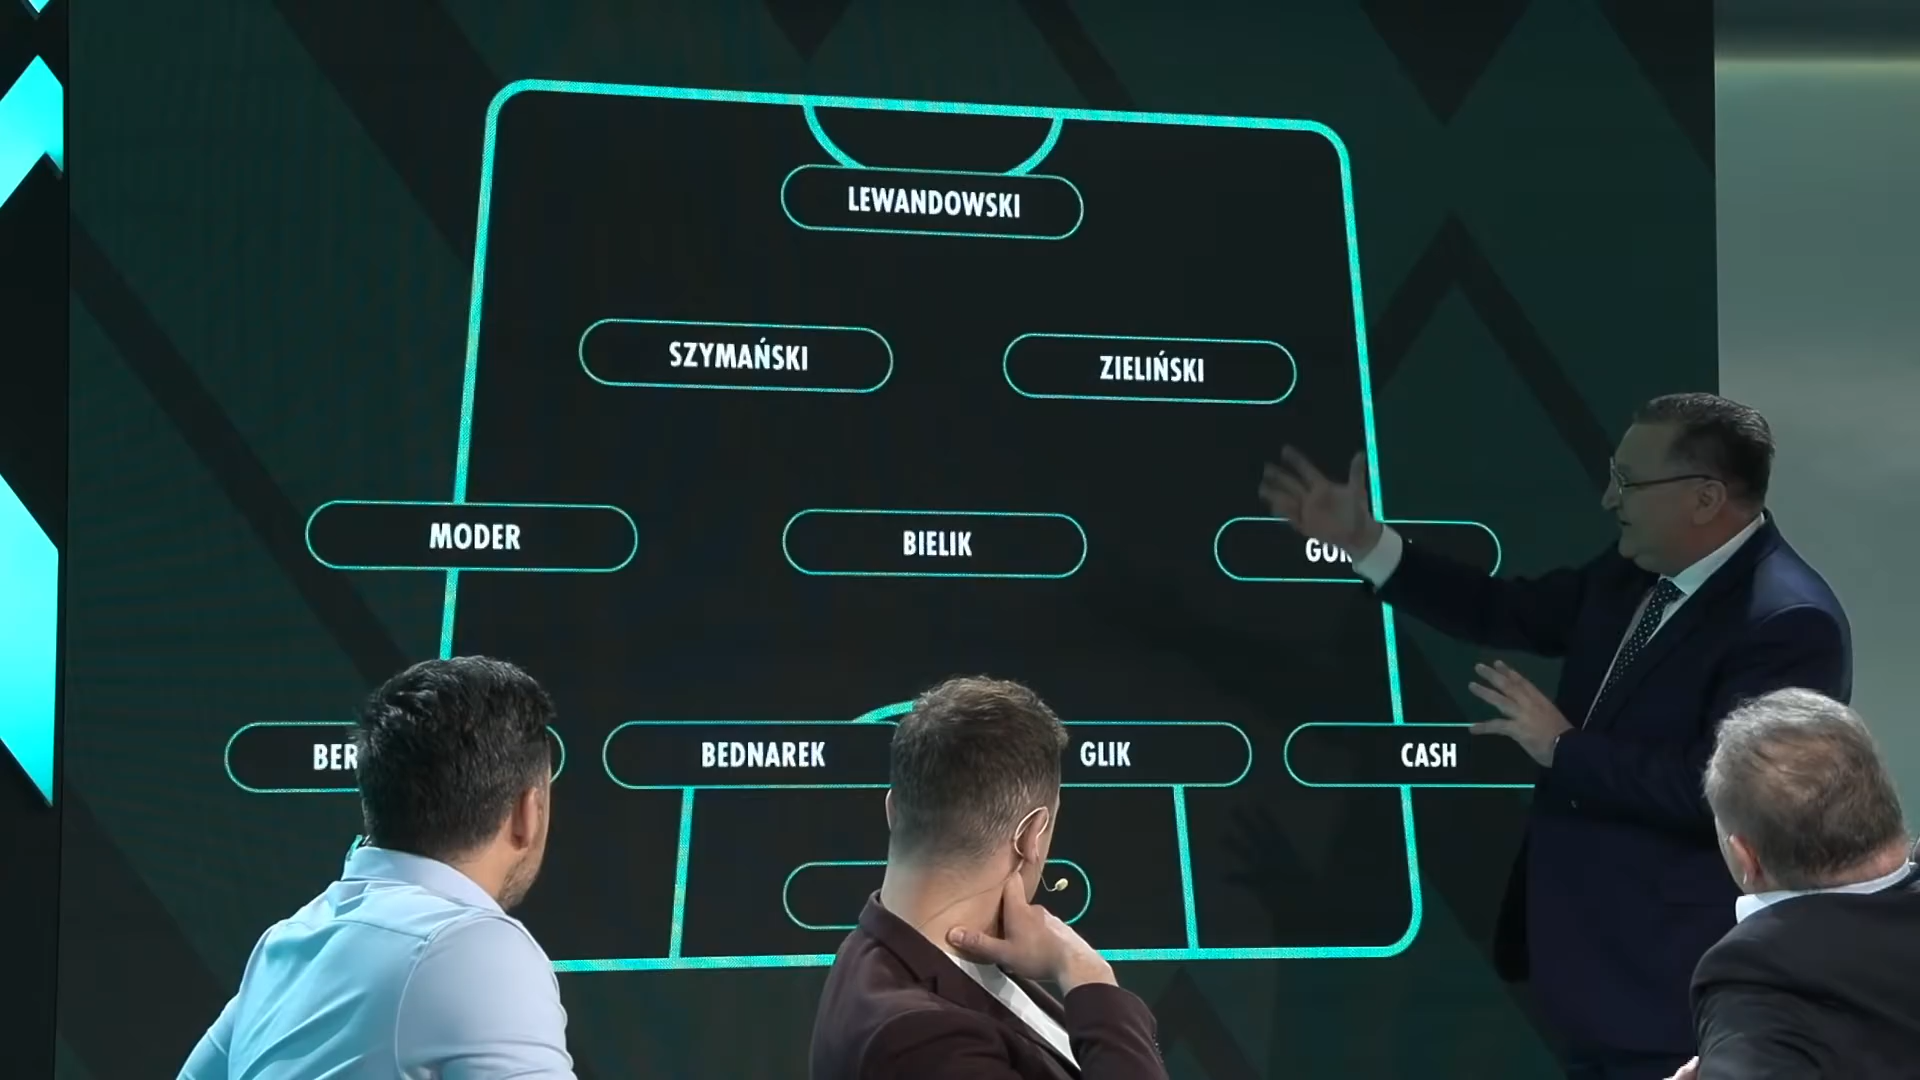 LEWANDOWSKI
SZYMAŃSKI
ZIELIŃSKI
MODER
BIELIK
BEDNAREK
GLIK
CASH